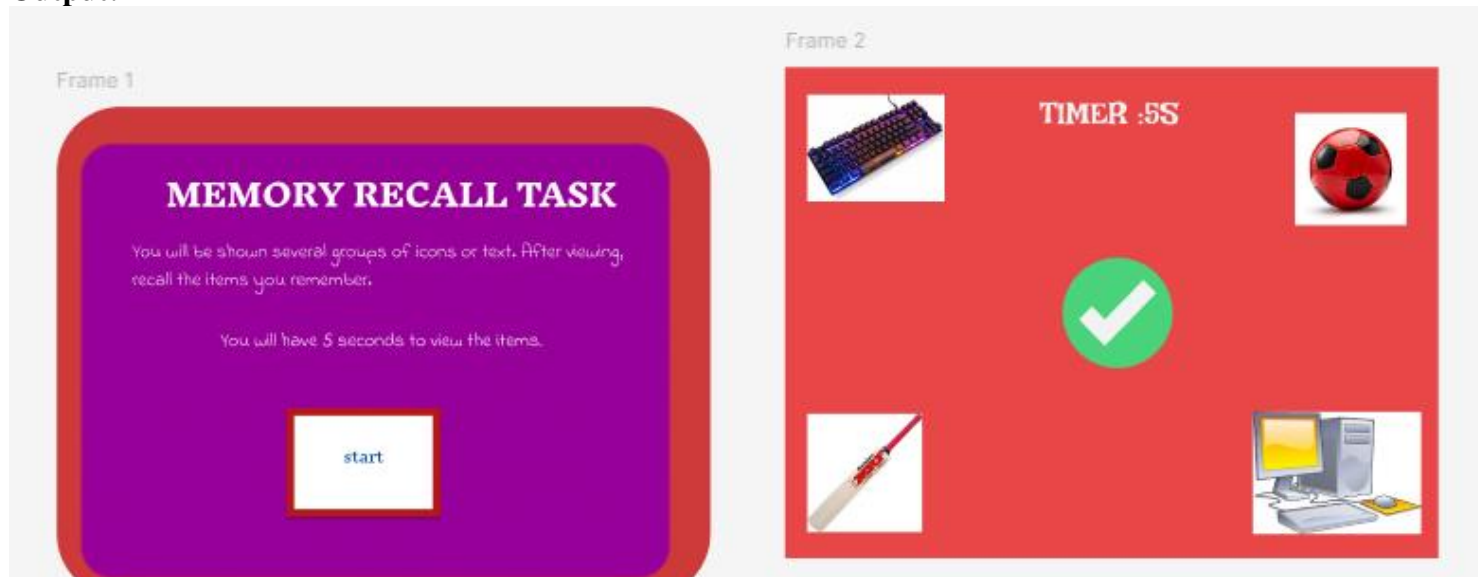 Frame 1
MEMORY RECALL TASK
You will be shown several groups of icons or text. After viewing,
recall the items you remember.
You will have 5 seconds to view the items.
start
Frame 2
TIMER :5S